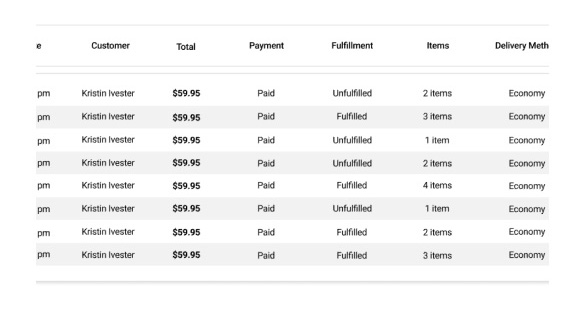 e Customer Total Payment Fulfillment Items Delivery Meth
pm Kristin Ivester $59.95 Paid Unfulfilled 2 items Economy
pm Kristin Ivester $59.95 Paid Fulfilled 3 items Economy
pm Kristin Ivester $59.95 Paid Unfulfilled 1 item Economy
pm Kristin Ivester $59.95 Paid Unfulfilled 2 items Economy
pm Kristin Ivester $59.95 Paid Fulfilled 4 items Economy
pm Kristin Ivester $59.95 Paid Unfulfilled 1 item Economy
pm Kristin Ivester $59.95 Paid Fulfilled 2 items Economy
pm Kristin Ivester $59.95 Paid Fulfilled 3 items Economy